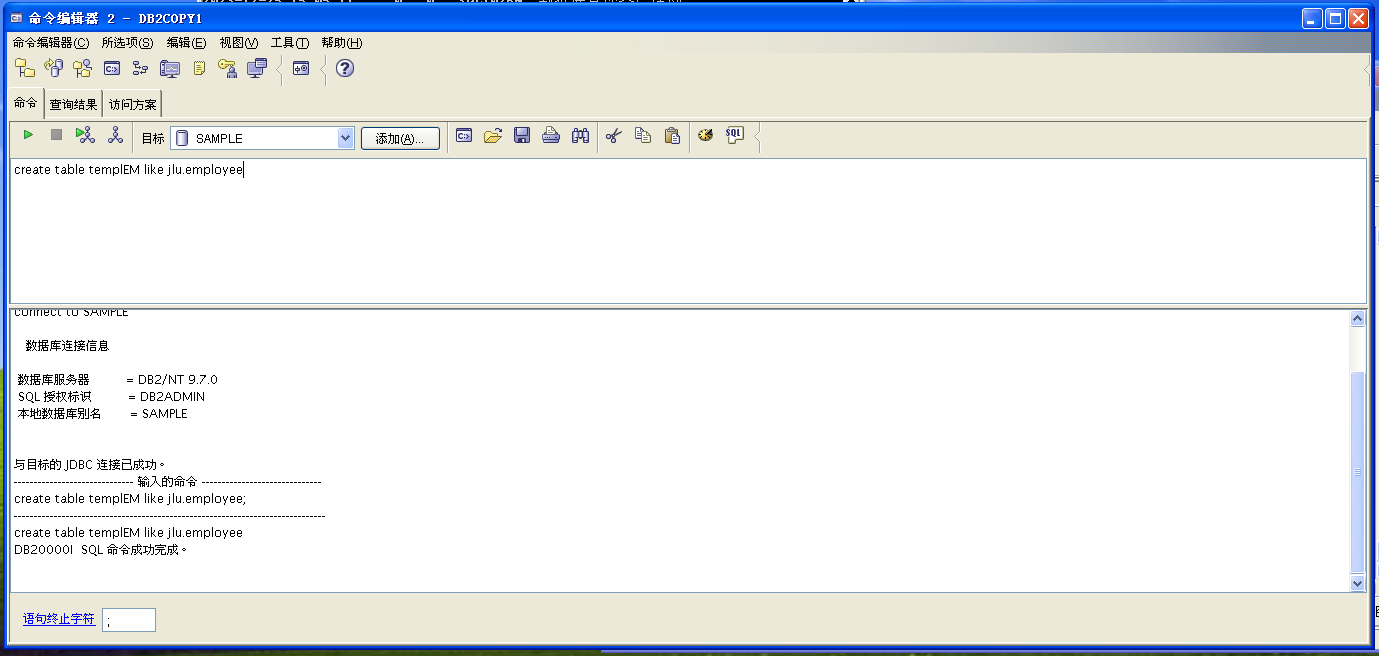 命令编辑器 2 - DB2COPY1
命令编辑器(C) 所选项(S) 编辑(E) 视图(V) 工具(T) 帮助(H)
命令 查询结果 访问方案
目标 SAMPLE 添加(A)... SQL
create table templEM like jlu.employee
connect to SAMPLE
数据库连接信息
数据库服务器 = DB2/NT 9.7.0
SQL 授权标识 = DB2ADMIN
本地数据库别名 = SAMPLE
与目标的 JDBC 连接已成功。
------------------------------ 输入的命令 ------------------------------
create table templEM like jlu.employee;
------------------------------------------------------------------------------
create table templEM like jlu.employee
DB20000I SQL 命令成功完成。
语句终止字符 ;